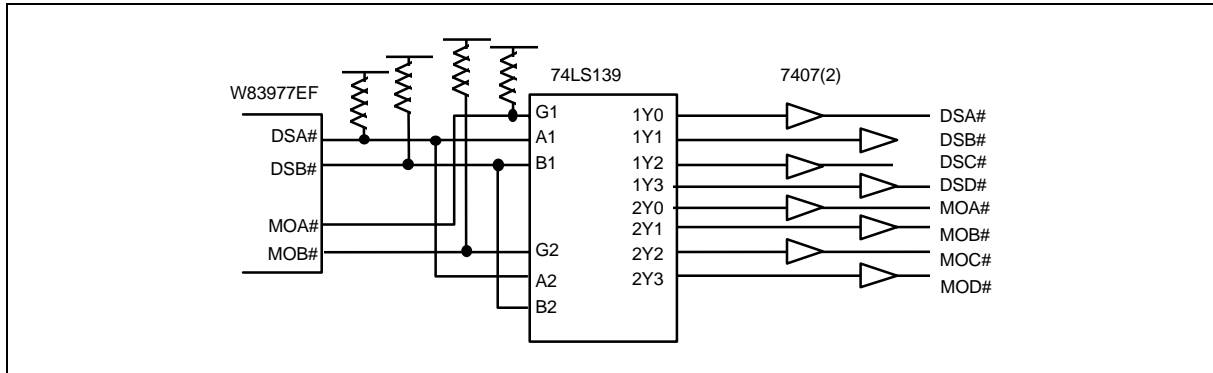 74LS139
7407(2)
W83977EF
DSA#
DSB#
MOA#
MOB#
G1
A1
B1
G2
A2
B2
1Y0
1Y1
1Y2
1Y3
2Y0
2Y1
2Y2
2Y3
DSA#
DSB#
DSC#
DSD#
MOA#
MOB#
MOC#
MOD#